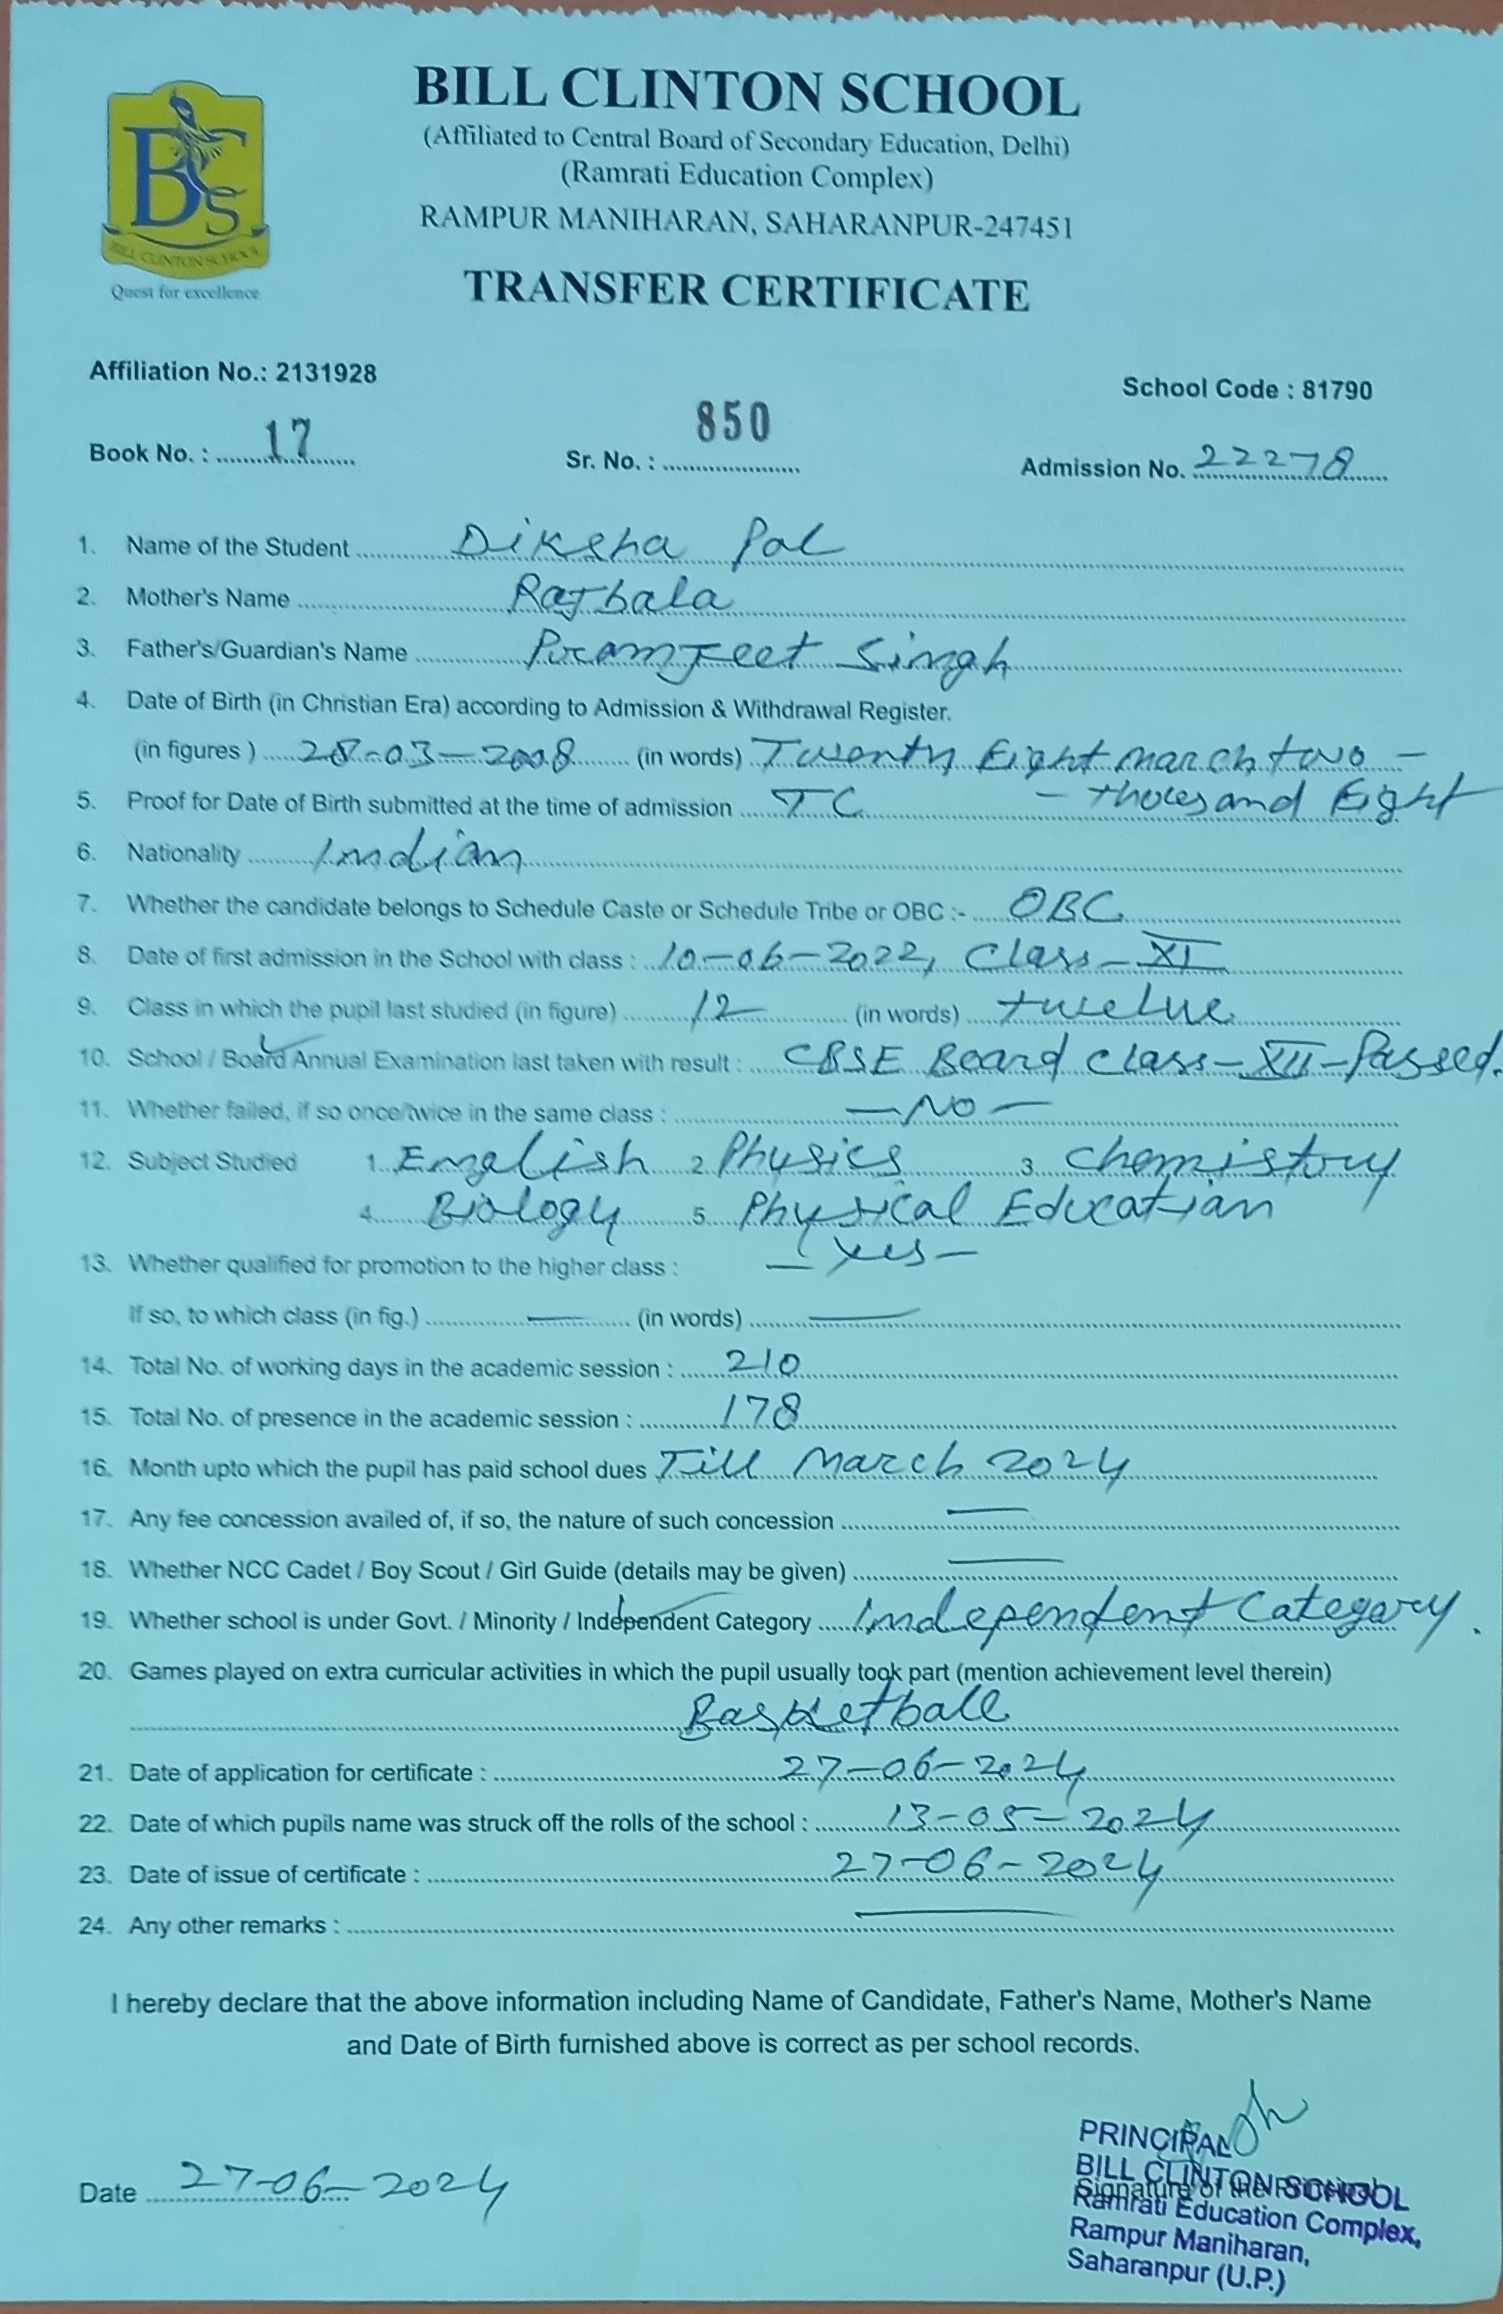 BILL CLINTON SCHOOL
(Affiliated to Central Board of Secondary Education, Delhi)
(Ramrati Education Complex)
RAMPUR MANIHARAN, SAHARANPUR-247451
BCS
BILL CLINTON SCHOOL
Quest for excellence
TRANSFER CERTIFICATE
Affiliation No.: 2131928
School Code : 81790
Book No. : 17 Sr. No. : 850 Admission No. 22278
1. Name of the Student Diksha Pal
2. Mother's Name Rajbala
3. Father's/Guardian's Name Pramjeet Singh
4. Date of Birth (in Christian Era) according to Admission & Withdrawal Register.
(in figures ) 28-03-2008 (in words) Twenty Eight march two -
5. Proof for Date of Birth submitted at the time of admission TC - thousand Eight
6. Nationality Indian
7. Whether the candidate belongs to Schedule Caste or Schedule Tribe or OBC :- OBC
8. Date of first admission in the School with class : 10-06-2022, Class-XI
9. Class in which the pupil last studied (in figure) 12 (in words) twelve
10. School / Board Annual Examination last taken with result : CBSE Board Class-XII-Passed.
11. Whether failed, if so once/twice in the same class : -NO-
12. Subject Studied 1. English 2. Physics 3. Chemistry
4. Biology 5. Physical Education
13. Whether qualified for promotion to the higher class : - Yes -
If so, to which class (in fig.) — (in words) —
14. Total No. of working days in the academic session : 210
15. Total No. of presence in the academic session : 178
16. Month upto which the pupil has paid school dues Till March 2024
17. Any fee concession availed of, if so, the nature of such concession —
18. Whether NCC Cadet / Boy Scout / Girl Guide (details may be given) —
19. Whether school is under Govt. / Minority / Independent Category Independent Category.
20. Games played on extra curricular activities in which the pupil usually took part (mention achievement level therein)
Basketball
21. Date of application for certificate : 27-06-2024
22. Date of which pupils name was struck off the rolls of the school : 13-05-2024
23. Date of issue of certificate : 27-06-2024
24. Any other remarks : —
I hereby declare that the above information including Name of Candidate, Father's Name, Mother's Name
and Date of Birth furnished above is correct as per school records.
Date 27-06-2024
PRINCIPAL
BILL CLINTON SCHOOL
Signature of the Principal
Ramrati Education Complex,
Rampur Maniharan,
Saharanpur (U.P.)